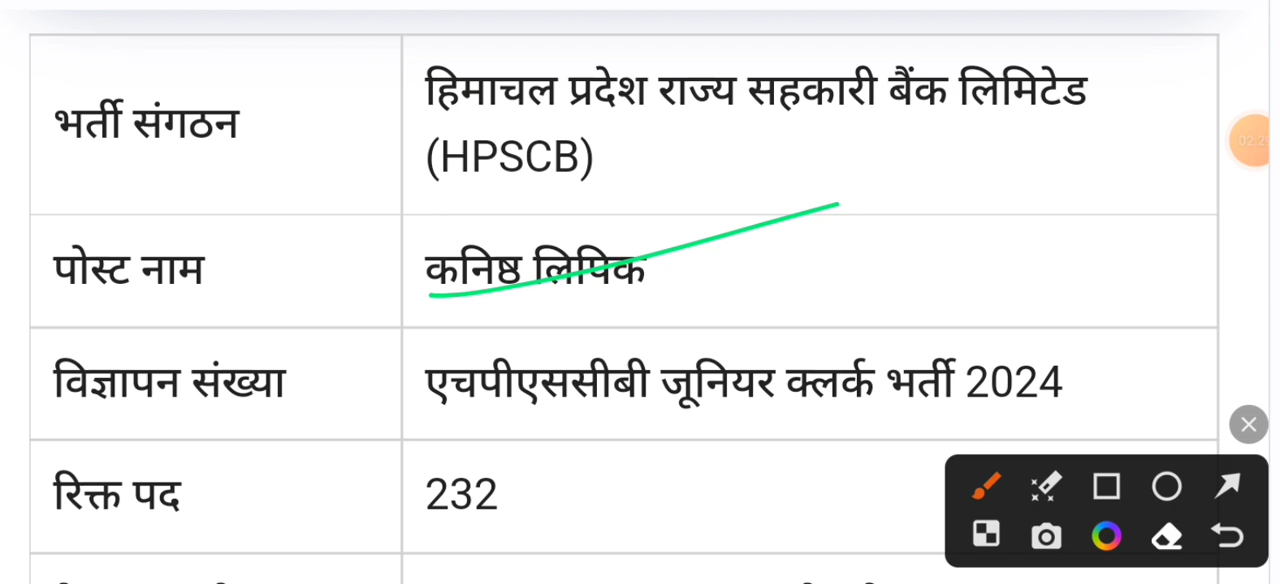 भर्ती संगठन
हिमाचल प्रदेश राज्य सहकारी बैंक लिमिटेड
(HPSCB)
पोस्ट नाम
कनिष्ठ लिपिक
विज्ञापन संख्या
एचपीएससीबी जूनियर क्लर्क भर्ती 2024
रिक्त पद
232